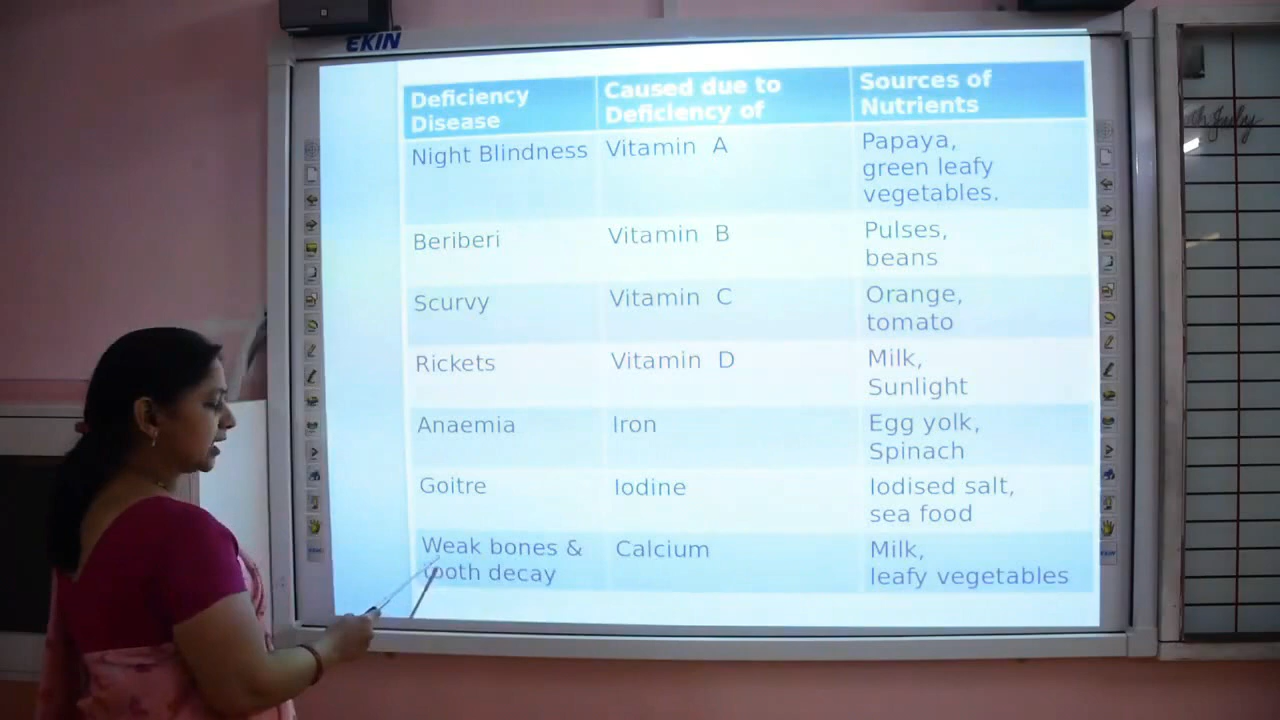 EKIN
Deficiency Disease
Caused due to Deficiency of
Sources of Nutrients
Night Blindness
Vitamin A
Papaya,
green leafy
vegetables.
Beriberi
Vitamin B
Pulses,
beans
Scurvy
Vitamin C
Orange,
tomato
Rickets
Vitamin D
Milk,
Sunlight
Anaemia
Iron
Egg yolk,
Spinach
Goitre
Iodine
Iodised salt,
sea food
Weak bones &
tooth decay
Calcium
Milk,
leafy vegetables
July